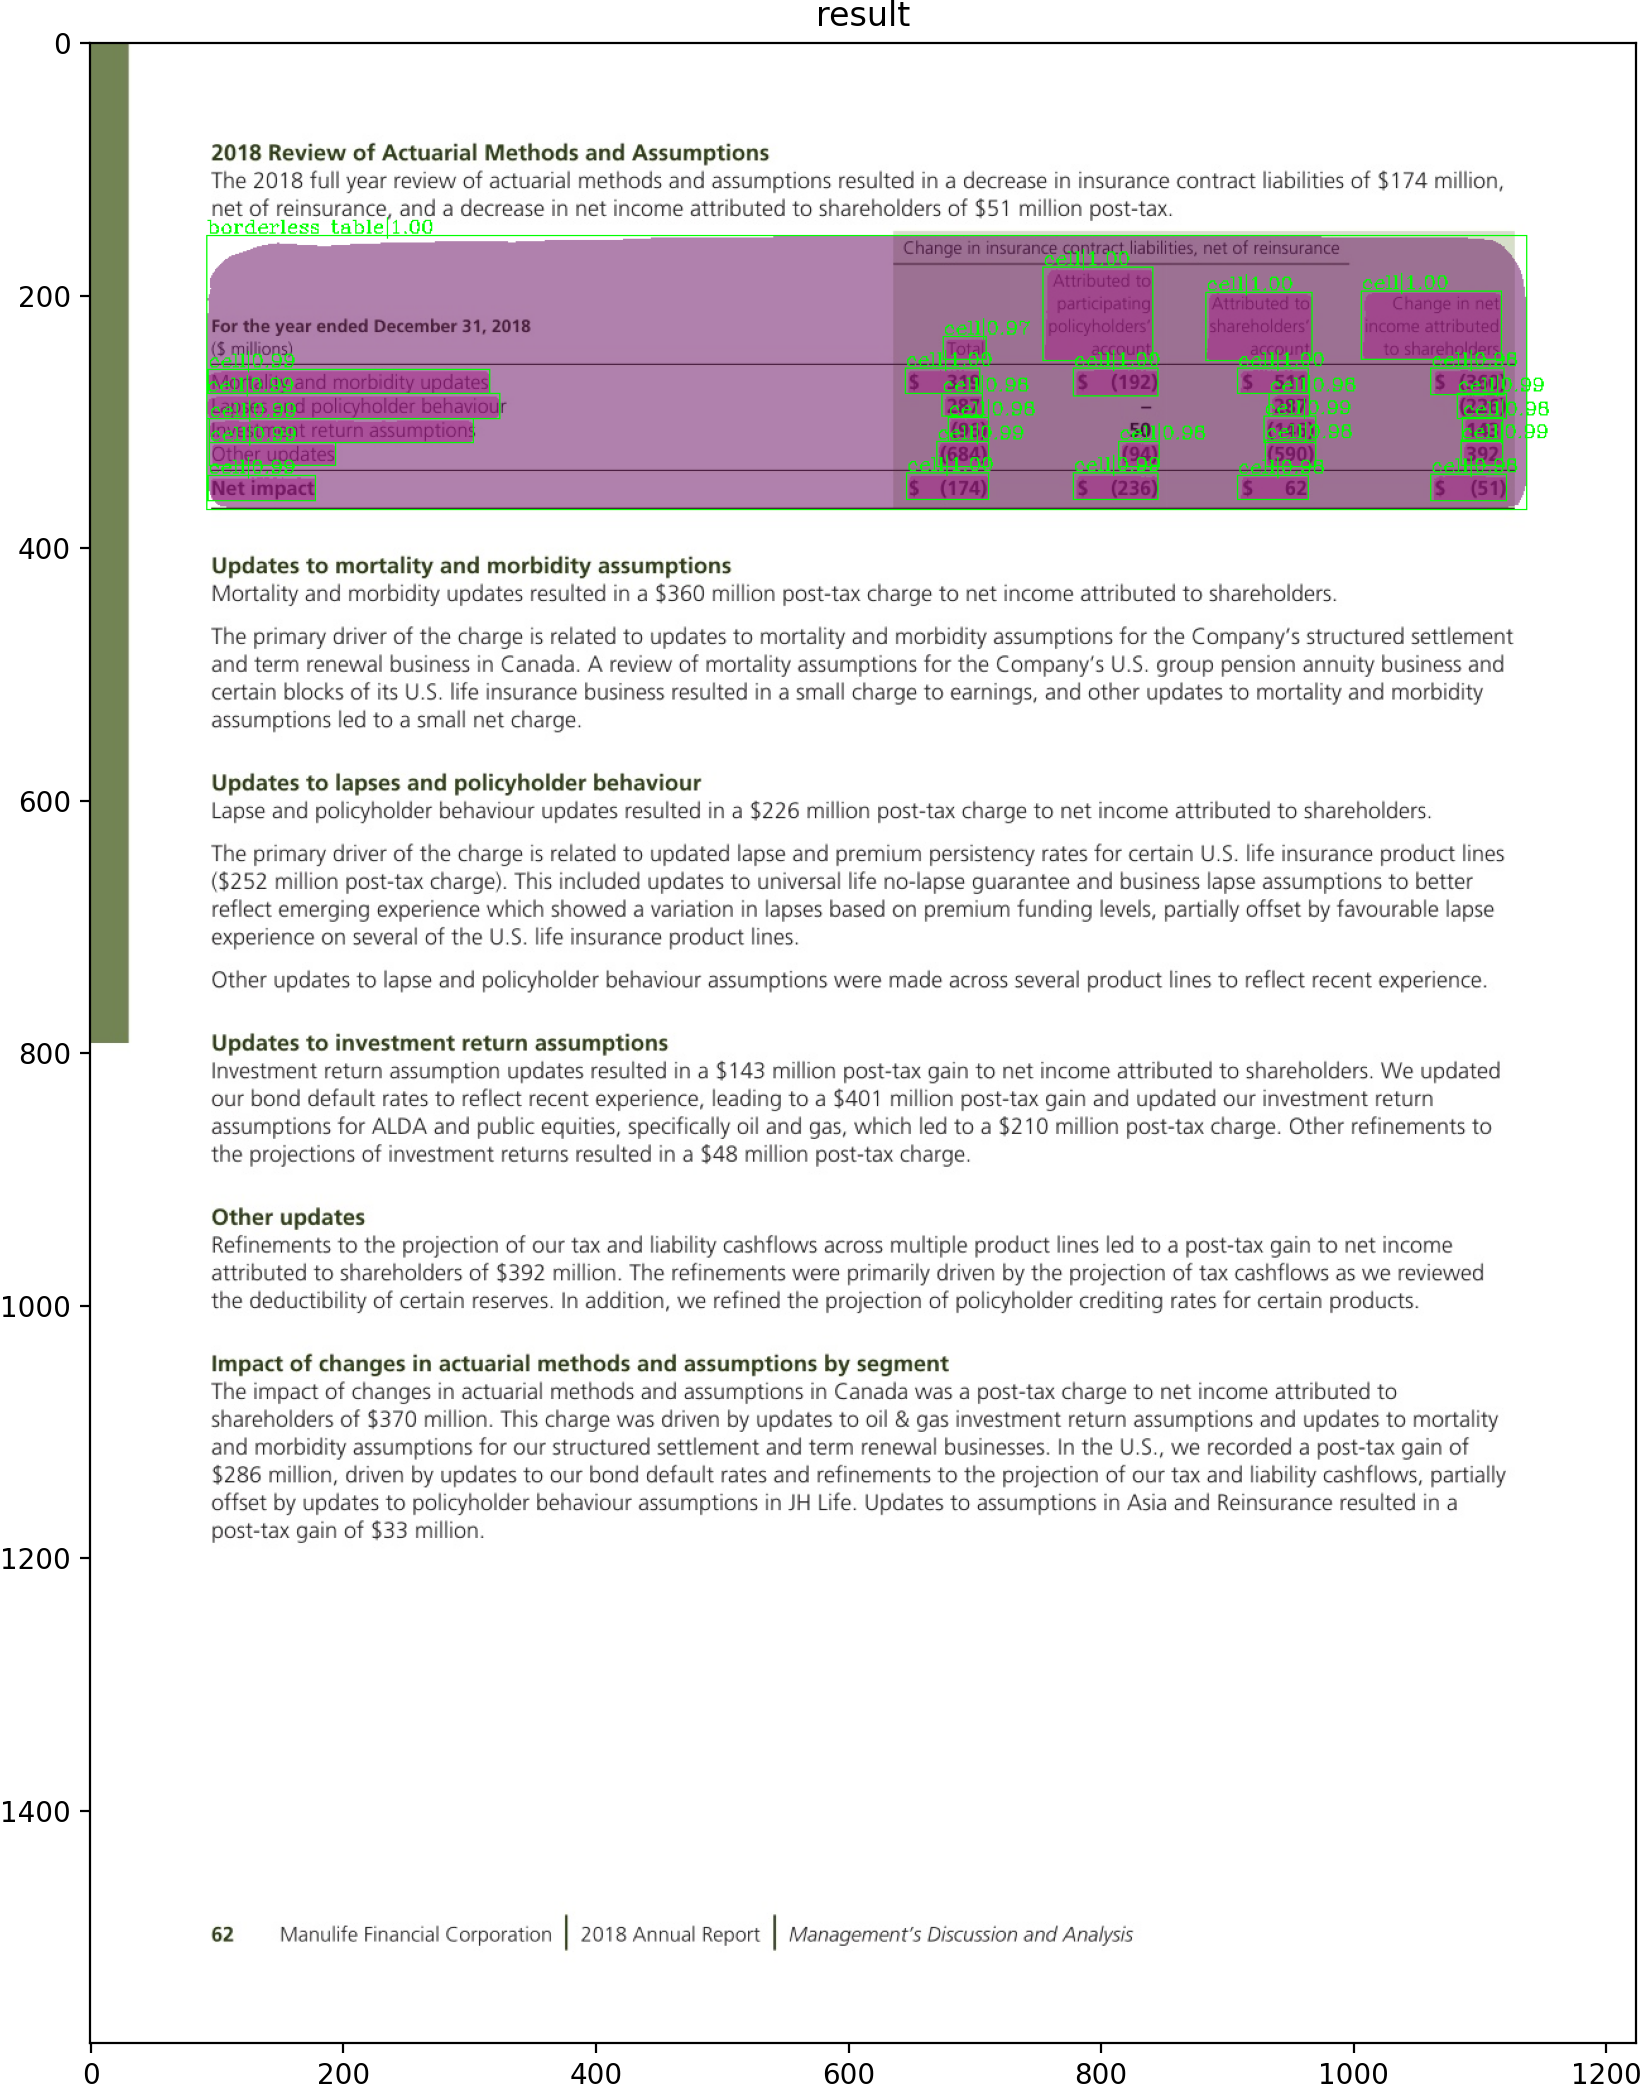 result
2018 Review of Actuarial Methods and Assumptions
The 2018 full year review of actuarial methods and assumptions resulted in a decrease in insurance contract liabilities of $174 million,
net of reinsurance, and a decrease in net income attributed to shareholders of $51 million post-tax.
borderless table|1.00
Change in insurance contract liabilities, net of reinsurance
cell|1.00
Attributed to
participating
policyholders'
account
cell|1.00
Attributed to
shareholders'
account
cell|1.00
Change in net
income attributed
to shareholders
cell|0.97
Total
For the year ended December 31, 2018
($ millions)
cell|0.99 cell|1.00 cell|1.00 cell|1.00 cell|0.95
Mortality and morbidity updates $ $ (192) $ $
Lapses and policyholder behaviour –
Investment return assumptions 50
Other updates (684) (94) (590) 392
Net impact $ (174) $ (236) $ 62 $ (51)
Updates to mortality and morbidity assumptions
Mortality and morbidity updates resulted in a $360 million post-tax charge to net income attributed to shareholders.
The primary driver of the charge is related to updates to mortality and morbidity assumptions for the Company's structured settlement
and term renewal business in Canada. A review of mortality assumptions for the Company's U.S. group pension annuity business and
certain blocks of its U.S. life insurance business resulted in a small charge to earnings, and other updates to mortality and morbidity
assumptions led to a small net charge.
Updates to lapses and policyholder behaviour
Lapse and policyholder behaviour updates resulted in a $226 million post-tax charge to net income attributed to shareholders.
The primary driver of the charge is related to updated lapse and premium persistency rates for certain U.S. life insurance product lines
($252 million post-tax charge). This included updates to universal life no-lapse guarantee and business lapse assumptions to better
reflect emerging experience which showed a variation in lapses based on premium funding levels, partially offset by favourable lapse
experience on several of the U.S. life insurance product lines.
Other updates to lapse and policyholder behaviour assumptions were made across several product lines to reflect recent experience.
Updates to investment return assumptions
Investment return assumption updates resulted in a $143 million post-tax gain to net income attributed to shareholders. We updated
our bond default rates to reflect recent experience, leading to a $401 million post-tax gain and updated our investment return
assumptions for ALDA and public equities, specifically oil and gas, which led to a $210 million post-tax charge. Other refinements to
the projections of investment returns resulted in a $48 million post-tax charge.
Other updates
Refinements to the projection of our tax and liability cashflows across multiple product lines led to a post-tax gain to net income
attributed to shareholders of $392 million. The refinements were primarily driven by the projection of tax cashflows as we reviewed
the deductibility of certain reserves. In addition, we refined the projection of policyholder crediting rates for certain products.
Impact of changes in actuarial methods and assumptions by segment
The impact of changes in actuarial methods and assumptions in Canada was a post-tax charge to net income attributed to
shareholders of $370 million. This charge was driven by updates to oil & gas investment return assumptions and updates to mortality
and morbidity assumptions for our structured settlement and term renewal businesses. In the U.S., we recorded a post-tax gain of
$286 million, driven by updates to our bond default rates and refinements to the projection of our tax and liability cashflows, partially
offset by updates to policyholder behaviour assumptions in JH Life. Updates to assumptions in Asia and Reinsurance resulted in a
post-tax gain of $33 million.
62 Manulife Financial Corporation 2018 Annual Report Management's Discussion and Analysis
0
200
400
600
800
1000
1200
1400
0 200 400 600 800 1000 1200